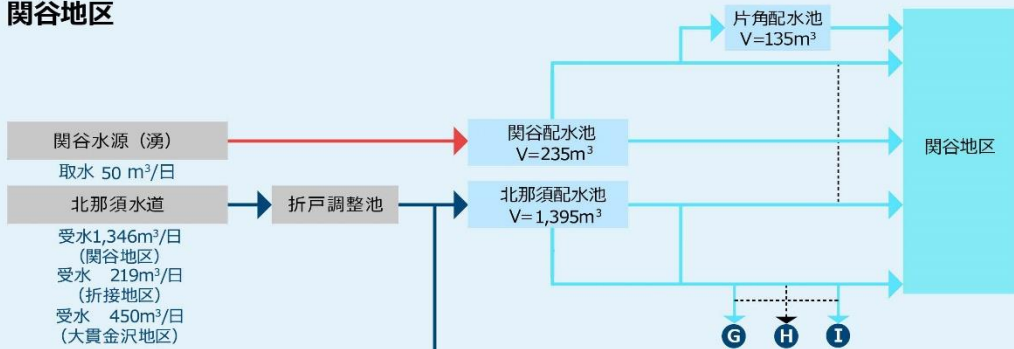 関谷地区
片角配水池
V=135m³
関谷水源（湧）
取水 50 m³/日
関谷配水池
V=235m³
関谷地区
北那須水道
折戸調整池
北那須配水池
V=1,395m³
受水1,346m³/日
(関谷地区)
受水　219m³/日
(折接地区)
受水　450m³/日
(大貫金沢地区)
G
H
I